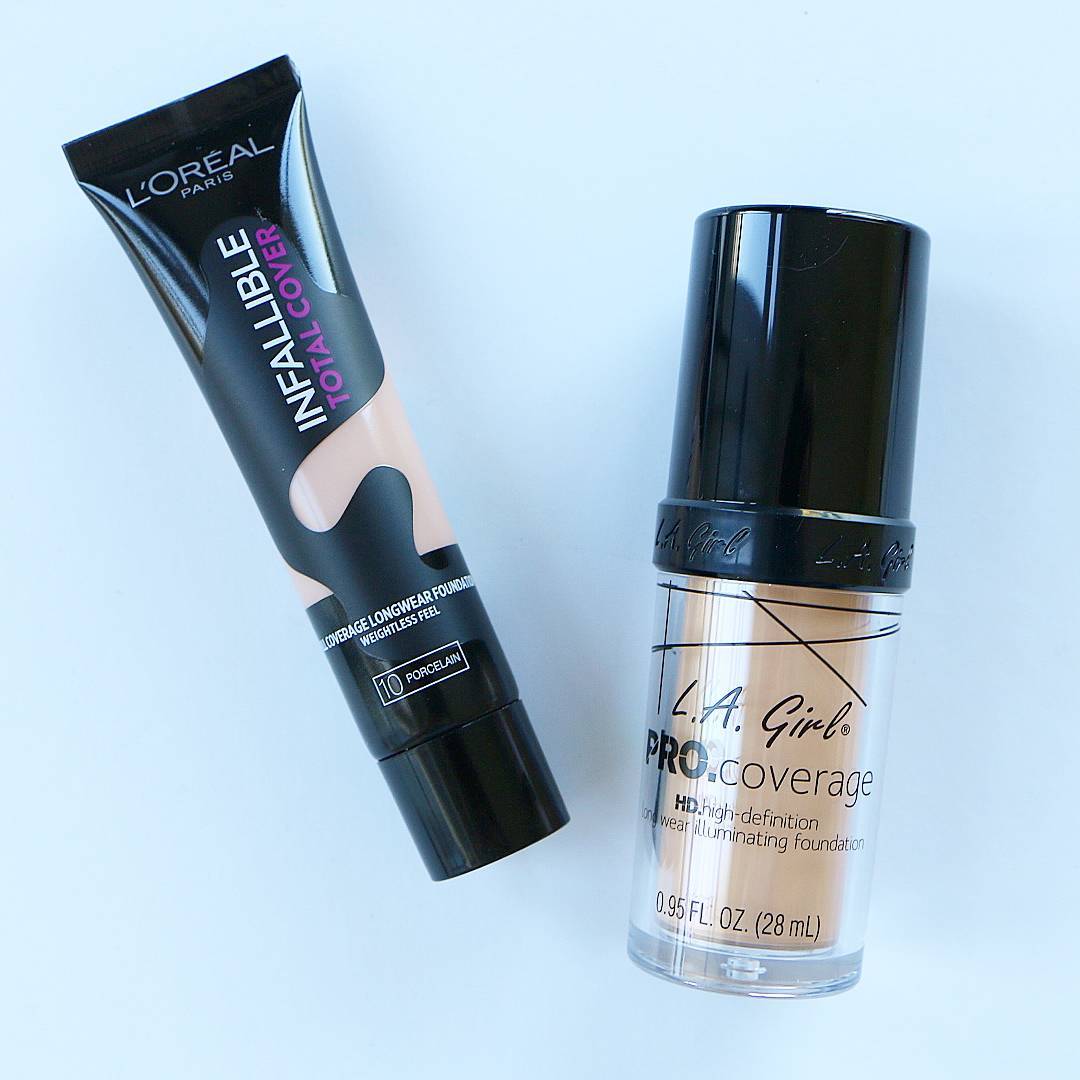 L'ORÉAL
PARIS
INFALLIBLE
TOTAL COVER
COVERAGE LONGWEAR FOUNDATION
WEIGHTLESS FEEL
10 PORCELAIN
L.A. Girl L.A. Girl
L.A. Girl®
PRO.coverage
HD.high-definition
long wear illuminating foundation
0.95 FL. OZ. (28 mL)